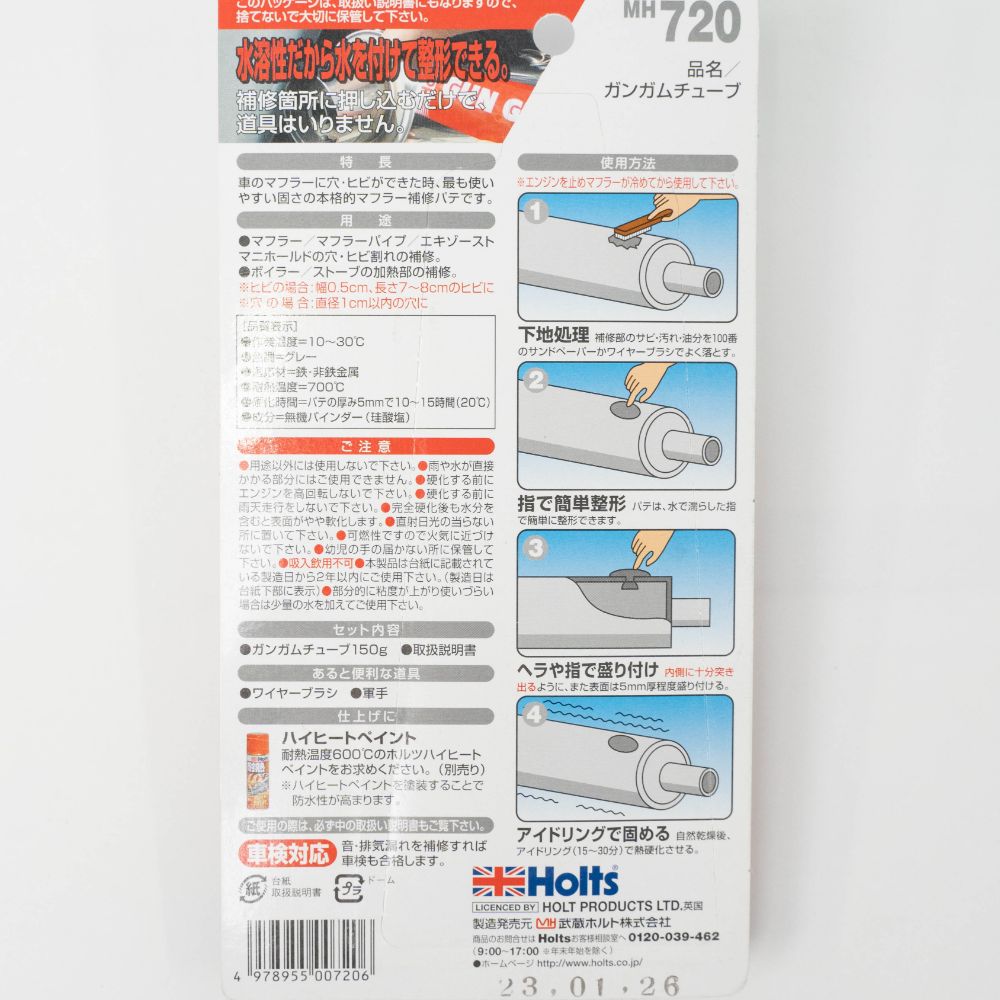 このパッケージは、取扱い説明書にもなりますので、
捨てないで大切に保管して下さい。
水溶性だから水を付けて整形できる。
補修箇所に押し込むだけで、
道具はいりません。
GUN G
MH720
品名/
ガンガムチューブ
特長
車のマフラーに穴・ヒビができた時、最も使い
やすい固さの本格的マフラー補修パテです。
用途
●マフラー/マフラーパイプ/エキゾースト
マニホールドの穴・ヒビ割れの補修。
●ボイラー/ストーブの加熱部の補修。
※ヒビの場合:幅0.5cm、長さ7~8cmのヒビに
※穴の場合:直径1cm以内の穴に
[品質表示]
●作業温度=10~30℃
●色調=グレー
●適応材=鉄・非鉄金属
●耐熱温度=700℃
●硬化時間=パテの厚み5mmで10~15時間(20℃)
●成分=無機バインダー(珪酸塩)
ご注意
●用途以外には使用しないで下さい。●雨や水が直接
かかる部分にはご使用できません。●硬化する前に
エンジンを高回転しないで下さい。●硬化する前に
雨天走行をしないで下さい。●完全硬化後も水分を
含むと表面がやや軟化します。●直射日光の当らない
所に置いて下さい。●可燃性ですので火気に近づけ
ないで下さい。●幼児の手の届かない所に保管して
下さい。●吸入飲用不可●本製品は台紙に記載されて
いる製造日から2年以内にご使用下さい。(製造日は
台紙下部に表示)●部分的に粘度が上がり使いづらい
場合は少量の水を加えてご使用下さい。
セット内容
●ガンガムチューブ150g ●取扱説明書
あると便利な道具
●ワイヤーブラシ ●軍手
仕上げに
ハイヒートペイント
耐熱温度600℃のホルツハイヒート
ペイントをお求めください。(別売り)
※ハイヒートペイントを塗装することで
防水性が高まります。
Holts
耐熱
ご使用の際は、必ず中の取扱い説明書もご覧下さい。
車検対応
音・排気漏れを補修すれば
車検も合格します。
紙
台紙
取扱説明書
プラ
ドーム
4 978955 007206
使用方法
※エンジンを止めマフラーが冷めてから使用して下さい。
1
下地処理 補修部のサビ・汚れ・油分を100番
のサンドペーパーかワイヤーブラシでよく落とす。
2
指で簡単整形 パテは、水で濡らした指
で簡単に整形できます。
3
ヘラや指で盛り付け 内側に十分突き
出るように、また表面は5mm厚程度盛り付ける。
4
アイドリングで固める 自然乾燥後、
アイドリング(15~30分)で熱硬化させる。
Holts®
LICENCED BY HOLT PRODUCTS LTD.英国
製造発売元 MH 武蔵ホルト株式会社
商品のお問合せは Holtsお客様相談室へ 0120-039-462
(9:00~17:00 ※年末年始を除く)
●ホームページ http://www.holts.co.jp/
23.01.26